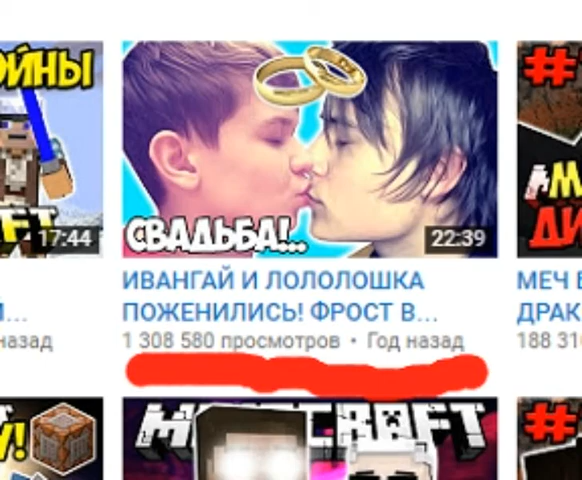 ОЙНЫ
17:44
назад
СВАДЬБА!..
22:39
ИВАНГАЙ И ЛОЛОЛОШКА
ПОЖЕНИЛИСЬ! ФРОСТ В...
1 308 580 просмотров • Год назад
МЕЧ
ДРАК
188 31
MINECRAFT